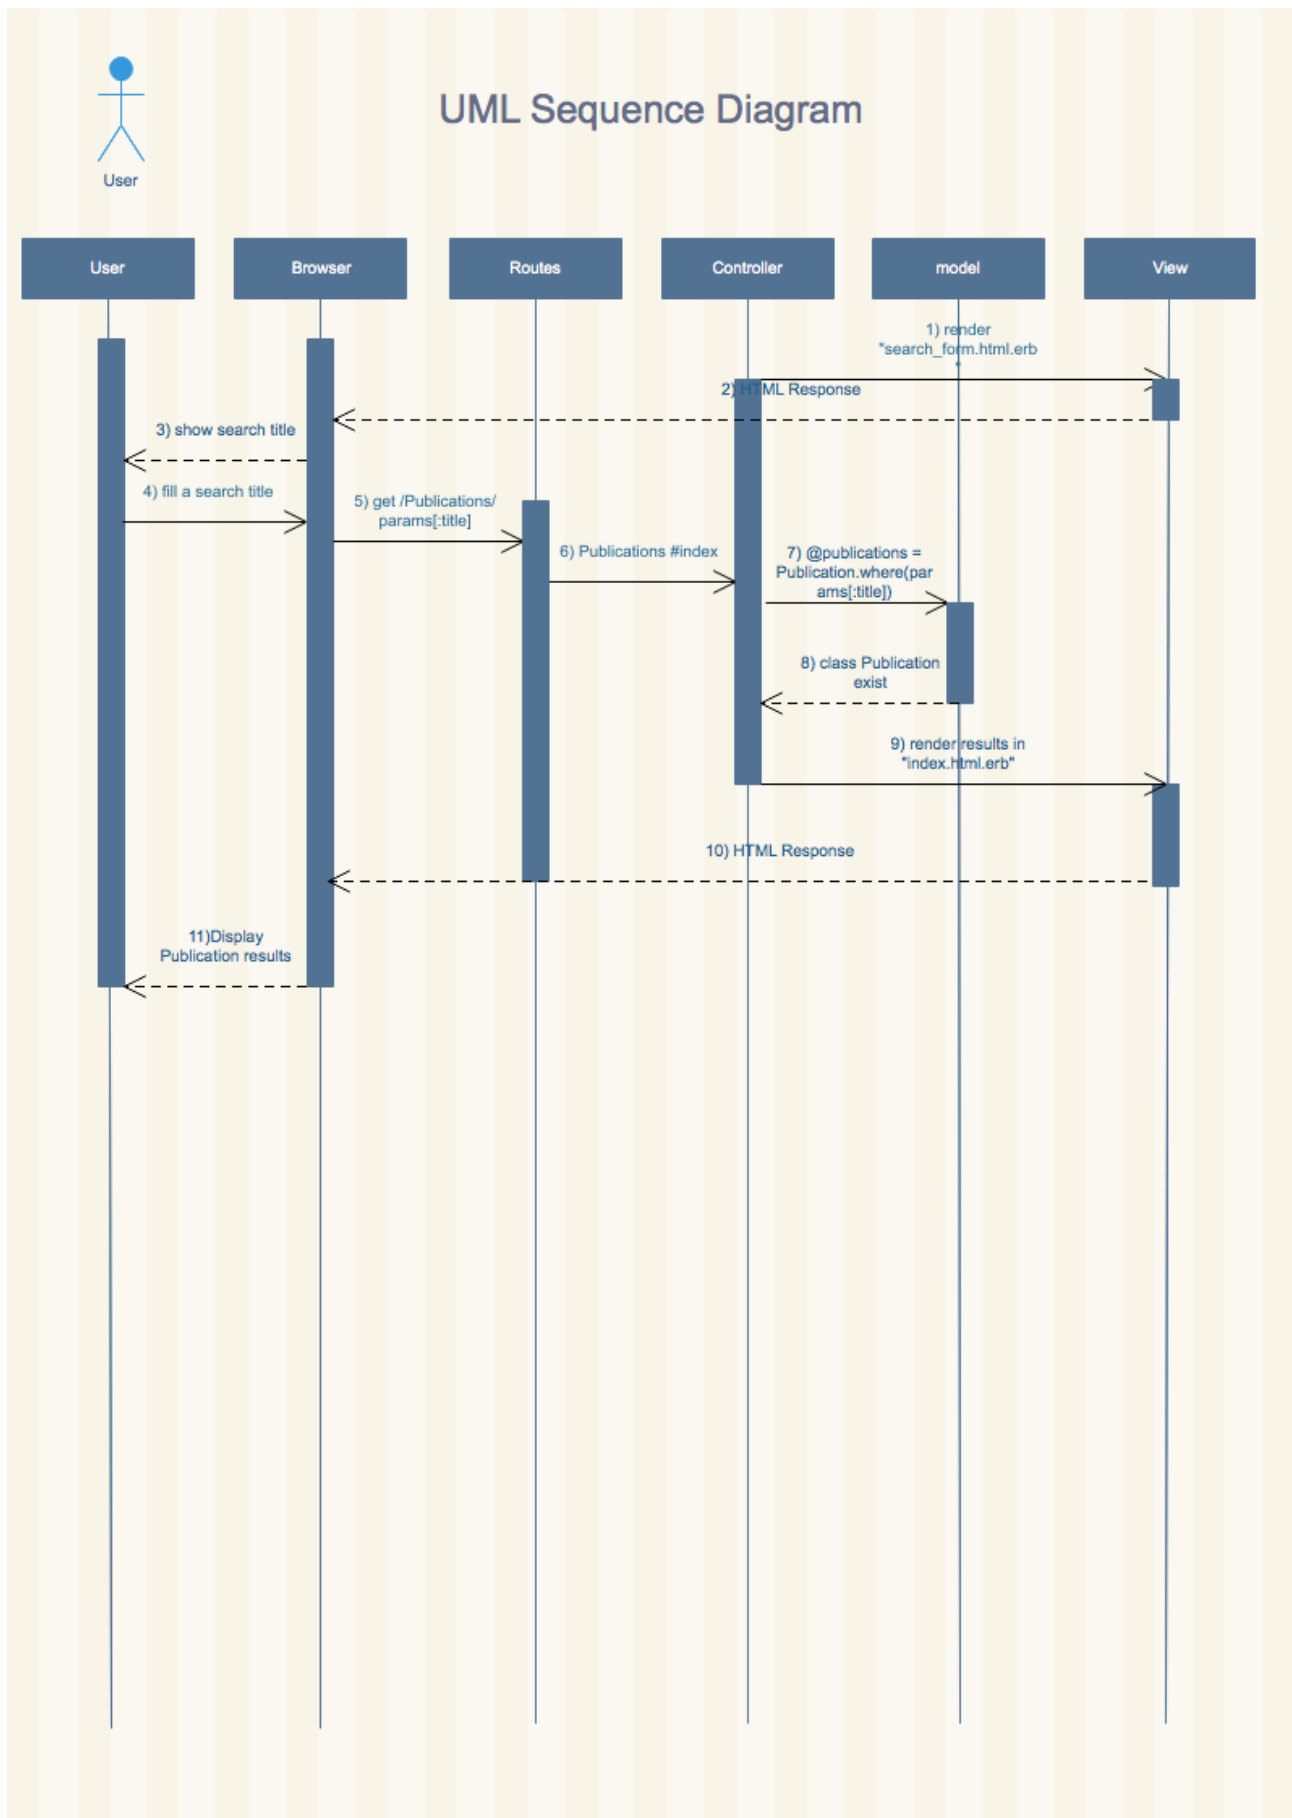 UML Sequence Diagram
User
User
Browser
Routes
Controller
model
View
1) render
"search_form.html.erb
"
2) HTML Response
3) show search title
4) fill a search title
5) get /Publications/
params[:title]
6) Publications #index
7) @publications =
Publication.where(par
ams[:title])
8) class Publication
exist
9) render results in
"index.html.erb"
10) HTML Response
11)Display
Publication results